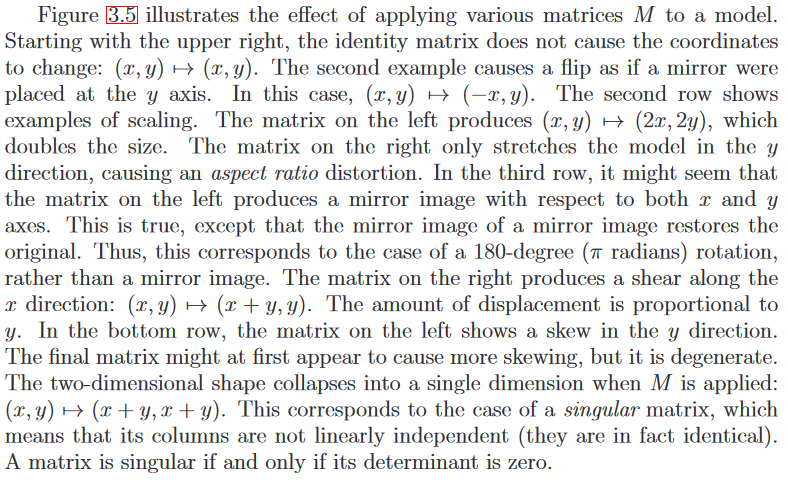 Figure 3.5 illustrates the effect of applying various matrices M to a model.
Starting with the upper right, the identity matrix does not cause the coordinates
to change: (x, y) ↦ (x, y). The second example causes a flip as if a mirror were
placed at the y axis. In this case, (x, y) ↦ (−x, y). The second row shows
examples of scaling. The matrix on the left produces (x, y) ↦ (2x, 2y), which
doubles the size. The matrix on the right only stretches the model in the y
direction, causing an aspect ratio distortion. In the third row, it might seem that
the matrix on the left produces a mirror image with respect to both x and y
axes. This is true, except that the mirror image of a mirror image restores the
original. Thus, this corresponds to the case of a 180-degree (π radians) rotation,
rather than a mirror image. The matrix on the right produces a shear along the
x direction: (x, y) ↦ (x + y, y). The amount of displacement is proportional to
y. In the bottom row, the matrix on the left shows a skew in the y direction.
The final matrix might at first appear to cause more skewing, but it is degenerate.
The two-dimensional shape collapses into a single dimension when M is applied:
(x, y) ↦ (x + y, x + y). This corresponds to the case of a singular matrix, which
means that its columns are not linearly independent (they are in fact identical).
A matrix is singular if and only if its determinant is zero.